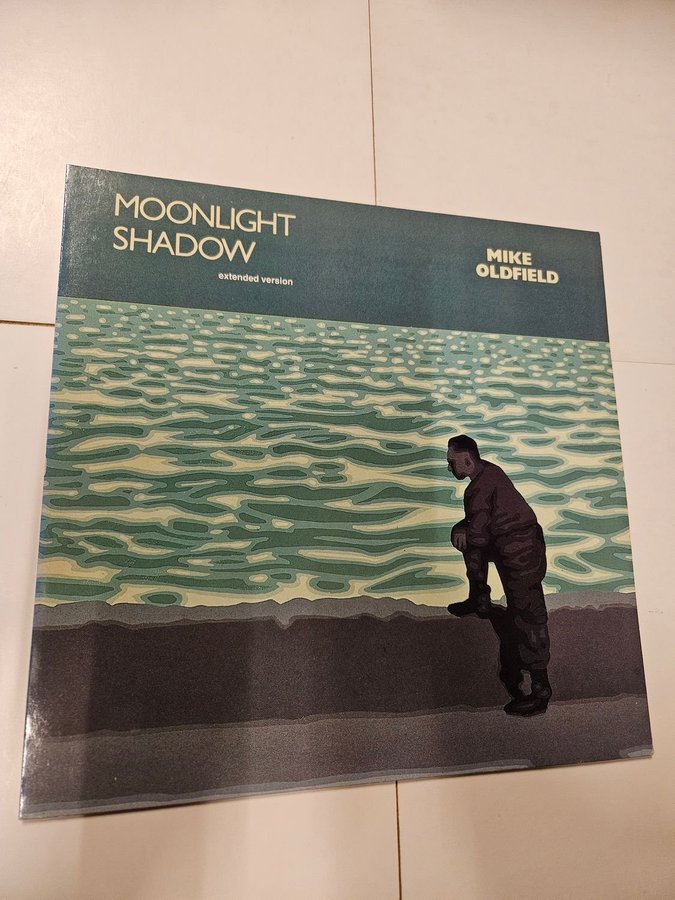 MOONLIGHT
SHADOW
extended version
MIKE
OLDFIELD